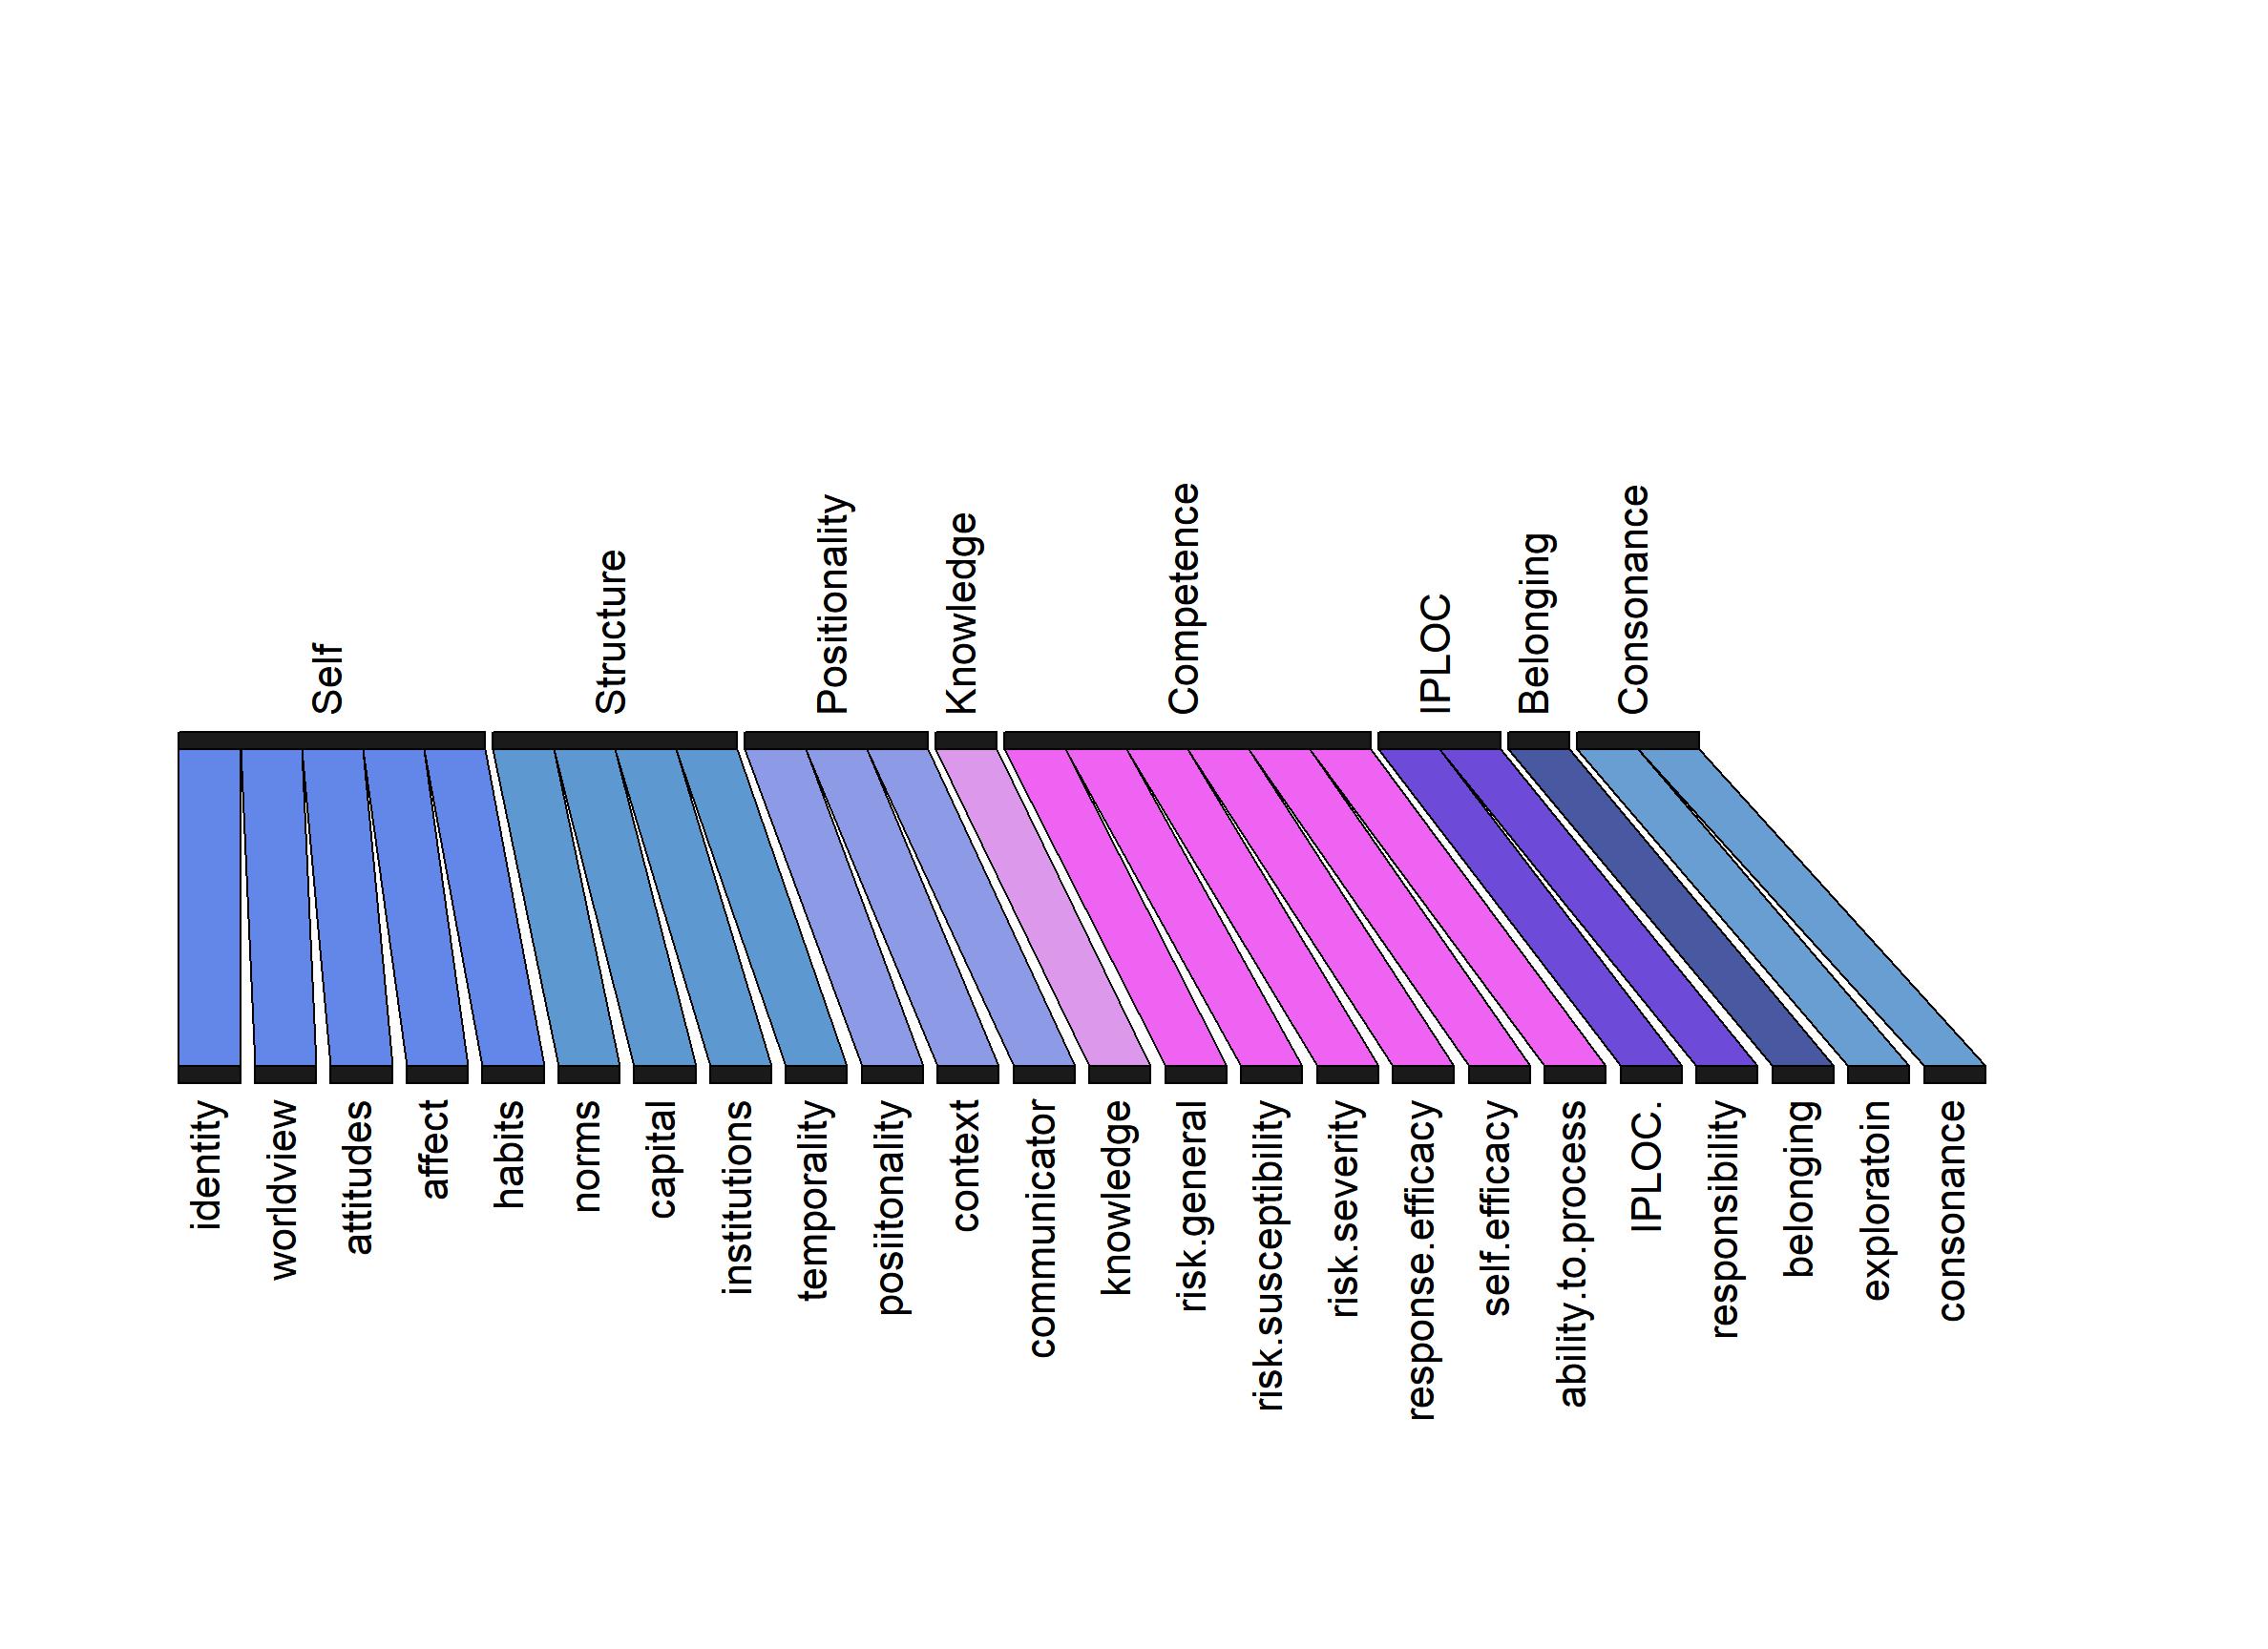 Self
Structure
Positionality
Knowledge
Competence
IPLOC
Belonging
Consonance
identity
worldview
attitudes
affect
habits
norms
capital
institutions
temporality
posiitonality
context
communicator
knowledge
risk.general
risk.susceptibility
risk.severity
response.efficacy
self.efficacy
ability.to.process
IPLOC.
responsibility
belonging
exploratoin
consonance